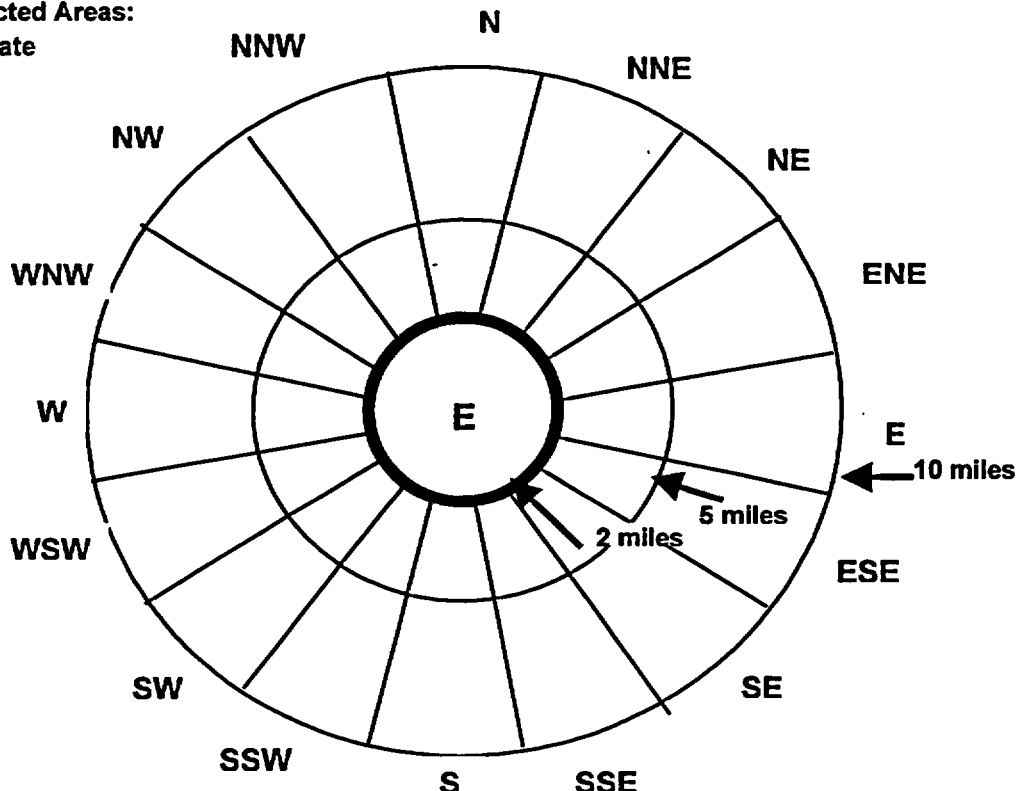 cted Areas:
ate
N
NNW
NNE
NW
NE
WNW
ENE
W
E
E
10 miles
5 miles
2 miles
WSW
ESE
SW
SE
SSW
S
SSE